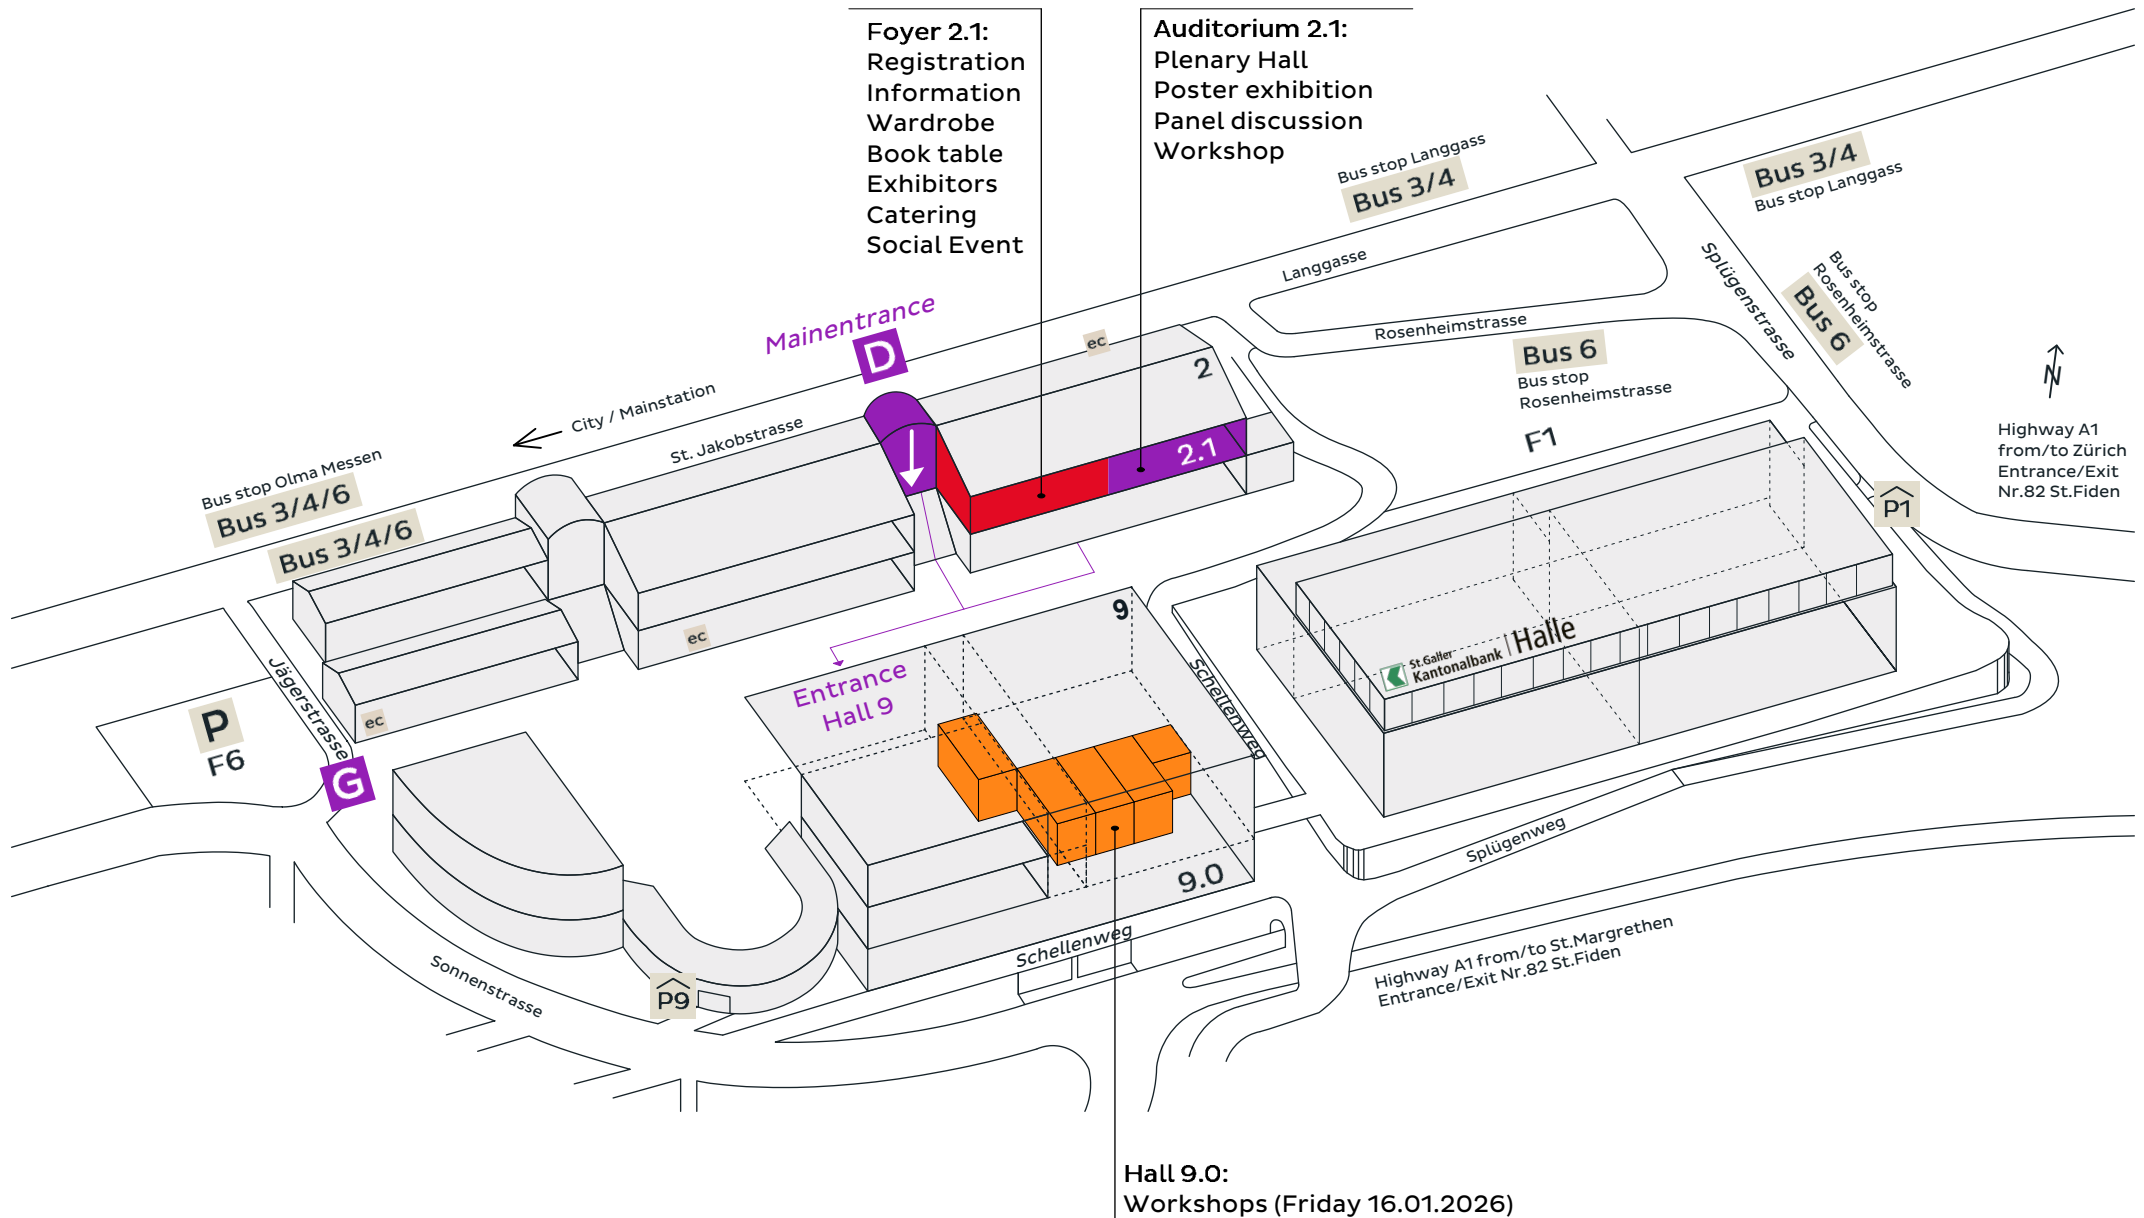 Foyer 2.1:
Registration
Information
Wardrobe
Book table
Exhibitors
Catering
Social Event
Auditorium 2.1:
Plenary Hall
Poster exhibition
Panel discussion
Workshop
Bus stop Langgass
Bus 3/4
Bus 3/4
Bus stop Langgass
Langgasse
Splügenstrasse
Bus stop
Rosenheimstrasse
Bus 6
Rosenheimstrasse
Bus 6
Bus stop
Rosenheimstrasse
N
Highway A1
from/to Zürich
Entrance/Exit
Nr.82 St.Fiden
Mainentrance
D
ec
2
2.1
City / Mainstation
St. Jakobstrasse
Bus stop Olma Messen
Bus 3/4/6
Bus 3/4/6
F1
P1
ec
9
St.Galler
Kantonalbank
Halle
Entrance
Hall 9
Schellenweg
Jägerstrasse
P
F6
ec
G
9.0
Splügenweg
Schellenweg
Highway A1 from/to St.Margrethen
Entrance/Exit Nr.82 St.Fiden
Sonnenstrasse
P9
Hall 9.0:
Workshops (Friday 16.01.2026)